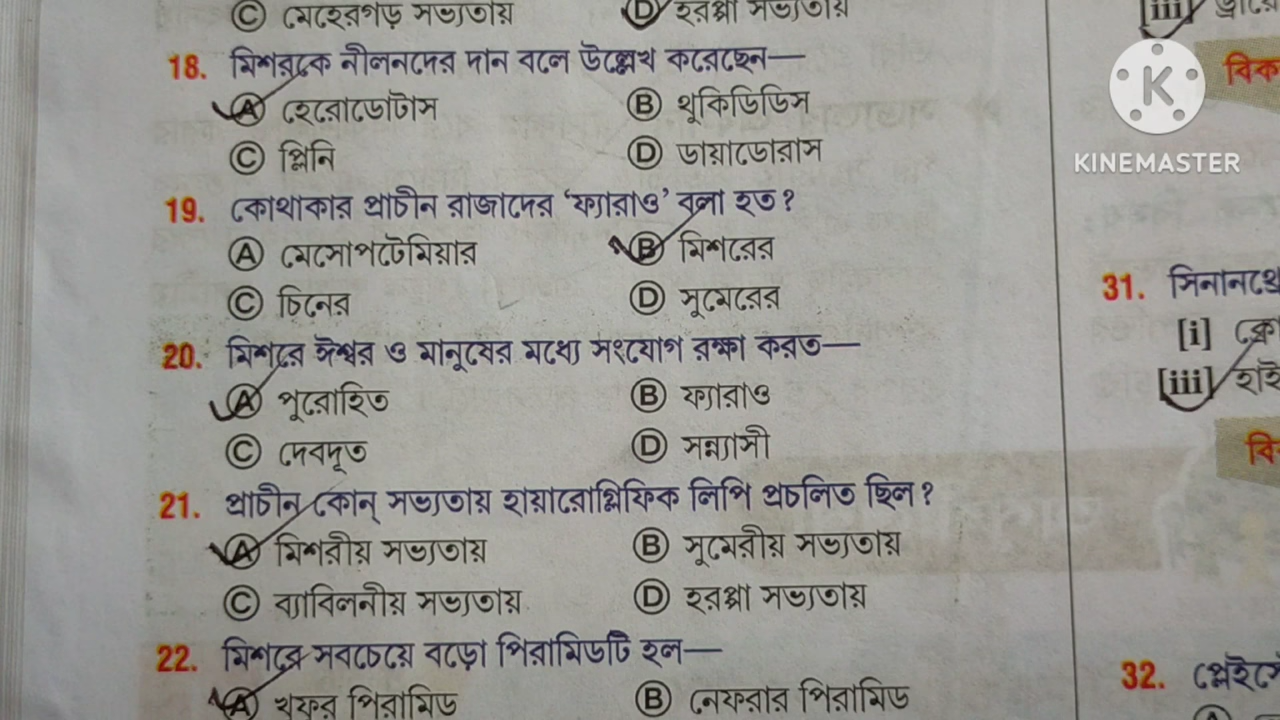 Ⓒ মেহেরগড় সভ্যতায় Ⓓ হরপ্পা সভ্যতায়
18. মিশরকে নীলনদের দান বলে উল্লেখ করেছেন—
Ⓐ হেরোডোটাস Ⓑ থুকিডিডিস
Ⓒ প্লিনি Ⓓ ডায়াডোরাস
19. কোথাকার প্রাচীন রাজাদের ‘ফ্যারাও’ বলা হত?
Ⓐ মেসোপটেমিয়ার Ⓑ মিশরের
Ⓒ চিনের Ⓓ সুমেরের
20. মিশরে ঈশ্বর ও মানুষের মধ্যে সংযোগ রক্ষা করত—
Ⓐ পুরোহিত Ⓑ ফ্যারাও
Ⓒ দেবদূত Ⓓ সন্ন্যাসী
21. প্রাচীন কোন্ সভ্যতায় হায়ারোগ্লিফিক লিপি প্রচলিত ছিল?
Ⓐ মিশরীয় সভ্যতায় Ⓑ সুমেরীয় সভ্যতায়
Ⓒ ব্যাবিলনীয় সভ্যতায় Ⓓ হরপ্পা সভ্যতায়
22. মিশরের সবচেয়ে বড়ো পিরামিডটি হল—
Ⓐ খফুর পিরামিড Ⓑ নেফরার পিরামিড
[iii]
K
KINEMASTER
31.
[i]
[iii]
32.